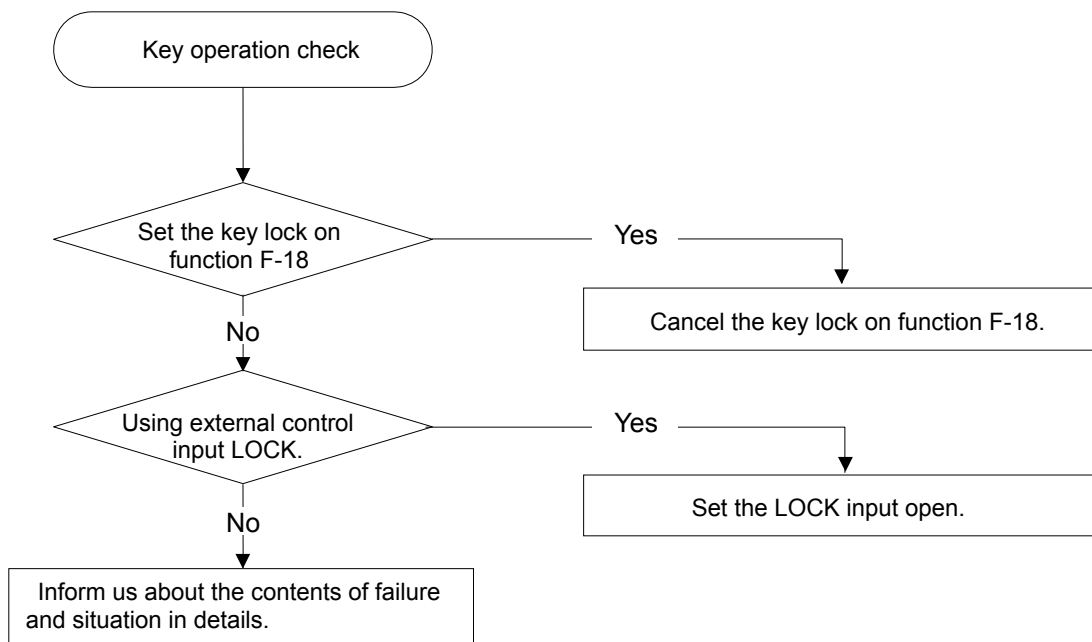 Key operation check
Set the key lock on
function F-18
Yes
Cancel the key lock on function F-18.
No
Using external control
input LOCK.
Yes
Set the LOCK input open.
No
Inform us about the contents of failure
and situation in details.